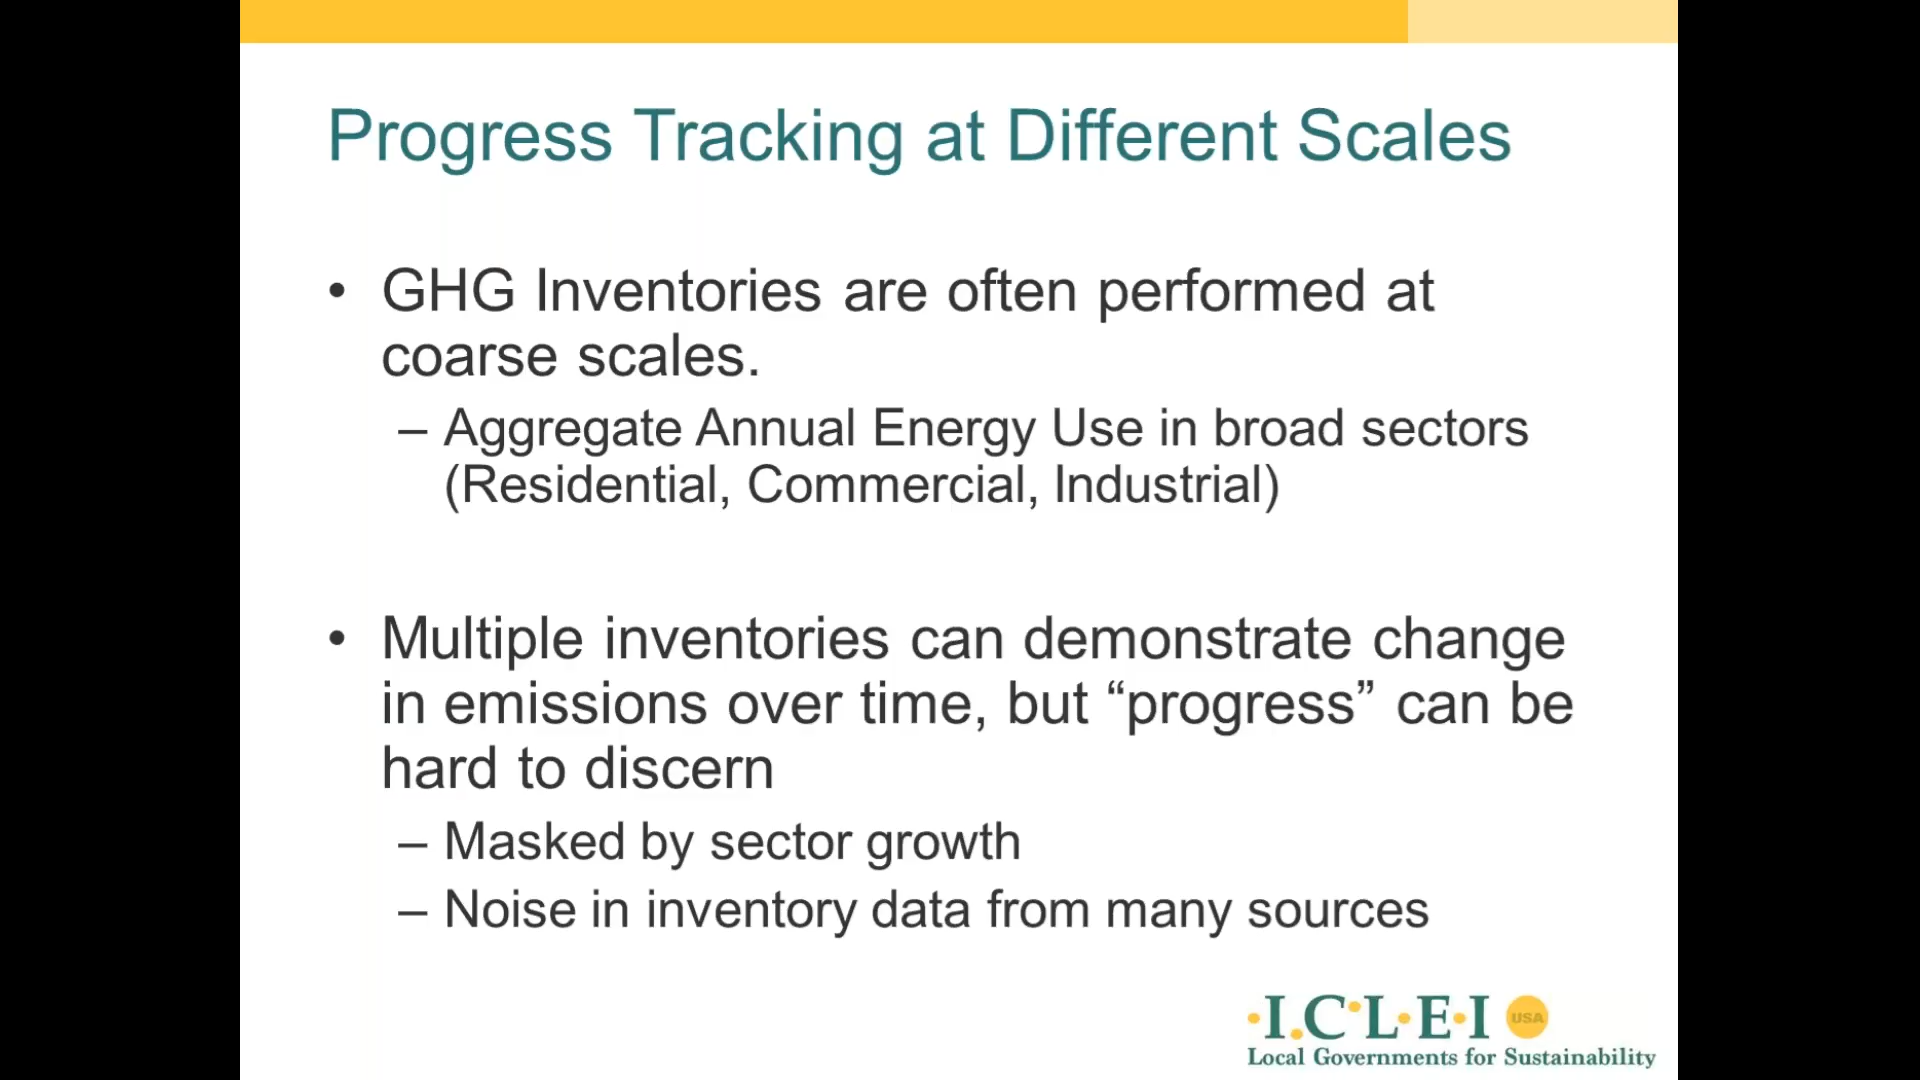 Progress Tracking at Different Scales
• GHG Inventories are often performed at
coarse scales.
– Aggregate Annual Energy Use in broad sectors
(Residential, Commercial, Industrial)
• Multiple inventories can demonstrate change
in emissions over time, but “progress” can be
hard to discern
– Masked by sector growth
– Noise in inventory data from many sources
I.C.L.E.I USA
Local Governments for Sustainability